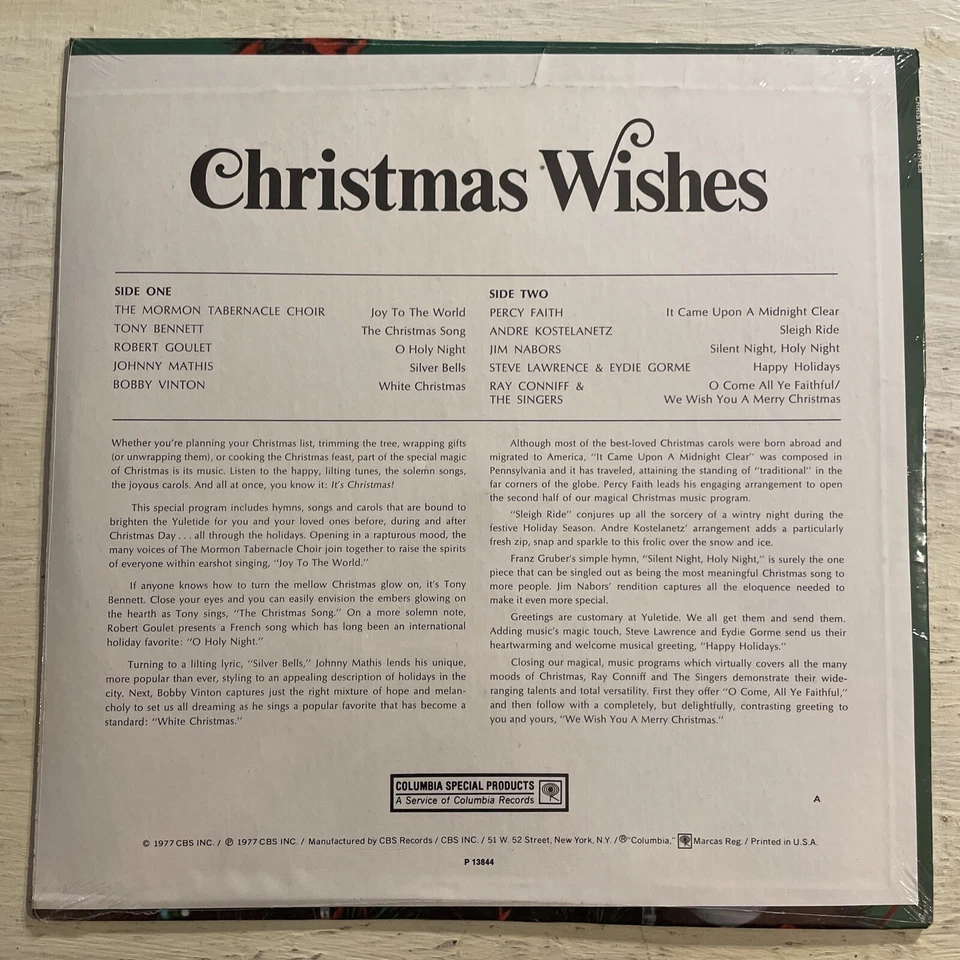 Christmas Wishes
CHRISTMAS WISHES
SIDE ONE
THE MORMON TABERNACLE CHOIR Joy To The World
TONY BENNETT The Christmas Song
ROBERT GOULET O Holy Night
JOHNNY MATHIS Silver Bells
BOBBY VINTON White Christmas
SIDE TWO
PERCY FAITH It Came Upon A Midnight Clear
ANDRE KOSTELANETZ Sleigh Ride
JIM NABORS Silent Night, Holy Night
STEVE LAWRENCE & EYDIE GORME Happy Holidays
RAY CONNIFF & O Come All Ye Faithful/
THE SINGERS We Wish You A Merry Christmas
Whether you're planning your Christmas list, trimming the tree, wrapping gifts
(or unwrapping them), or cooking the Christmas feast, part of the special magic
of Christmas is its music. Listen to the happy, lilting tunes, the solemn songs,
the joyous carols. And all at once, you know it: It's Christmas!
This special program includes hymns, songs and carols that are bound to
brighten the Yuletide for you and your loved ones before, during and after
Christmas Day . . . all through the holidays. Opening in a rapturous mood, the
many voices of The Mormon Tabernacle Choir join together to raise the spirits
of everyone within earshot singing, "Joy To The World."
If anyone knows how to turn the mellow Christmas glow on, it's Tony
Bennett. Close your eyes and you can easily envision the embers glowing on
the hearth as Tony sings, "The Christmas Song." On a more solemn note,
Robert Goulet presents a French song which has long been an international
holiday favorite: "O Holy Night."
Turning to a lilting lyric, "Silver Bells," Johnny Mathis lends his unique,
more popular than ever, styling to an appealing description of holidays in the
city. Next, Bobby Vinton captures just the right mixture of hope and melan-
choly to set us all dreaming as he sings a popular favorite that has become a
standard: "White Christmas."
Although most of the best-loved Christmas carols were born abroad and
migrated to America, "It Came Upon A Midnight Clear" was composed in
Pennsylvania and it has traveled, attaining the standing of "traditional" in the
far corners of the globe. Percy Faith leads his engaging arrangement to open
the second half of our magical Christmas music program.
"Sleigh Ride" conjures up all the sorcery of a wintry night during the
festive Holiday Season. Andre Kostelanetz' arrangement adds a particularly
fresh zip, snap and sparkle to this frolic over the snow and ice.
Franz Gruber's simple hymn, "Silent Night, Holy Night," is surely the one
piece that can be singled out as being the most meaningful Christmas song to
more people. Jim Nabors' rendition captures all the eloquence needed to
make it even more special.
Greetings are customary at Yuletide. We all get them and send them.
Adding music's magic touch, Steve Lawrence and Eydie Gorme send us their
heartwarming and welcome musical greeting, "Happy Holidays."
Closing our magical, music programs which virtually covers all the many
moods of Christmas, Ray Conniff and The Singers demonstrate their wide-
ranging talents and total versatility. First they offer "O Come, All Ye Faithful,"
and then follow with a completely, but delightfully, contrasting greeting to
you and yours, "We Wish You A Merry Christmas."
COLUMBIA SPECIAL PRODUCTS
A Service of Columbia Records
A
© 1977 CBS INC. / ℗ 1977 CBS INC. / Manufactured by CBS Records / CBS INC. / 51 W. 52 Street, New York, N.Y. / ® "Columbia," Marcas Reg. / Printed in U.S.A.
P 13844